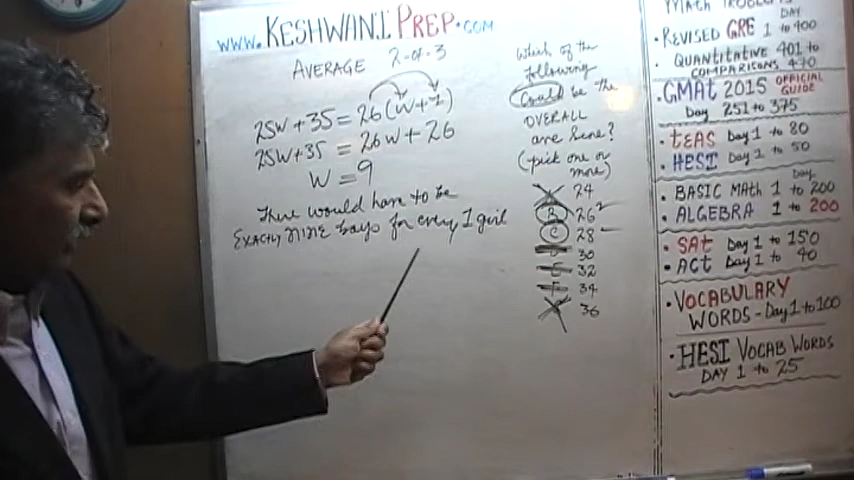 www.KESHWANI PREP.COM
AVERAGE 2-of-3
25W + 35 = 26(W+1)
25W + 35 = 26W + 26
W = 9
There would have to be
EXACTLY NINE boys for every 1 girl
Which of the
following
Could be the
OVERALL
(pick one or
more)
24
B 26
C 28
30
32
34
36
MATH PROBLEMS
• REVISED GRE DAY 1 to 400
• QUANTITATIVE 401 to
COMPARISONS 470
GMAT 2015 OFFICIAL GUIDE
Day 251 to 375
• TEAS Day 1 to 80
• HESI Day 1 to 50
DAY
• BASIC MATH 1 to 200
• ALGEBRA 1 to 200
• SAT Day 1 to 150
• ACT Day 1 to 40
• VOCABULARY
WORDS - Day 1 to 100
• HESI VOCAB WORDS
DAY 1 to 25